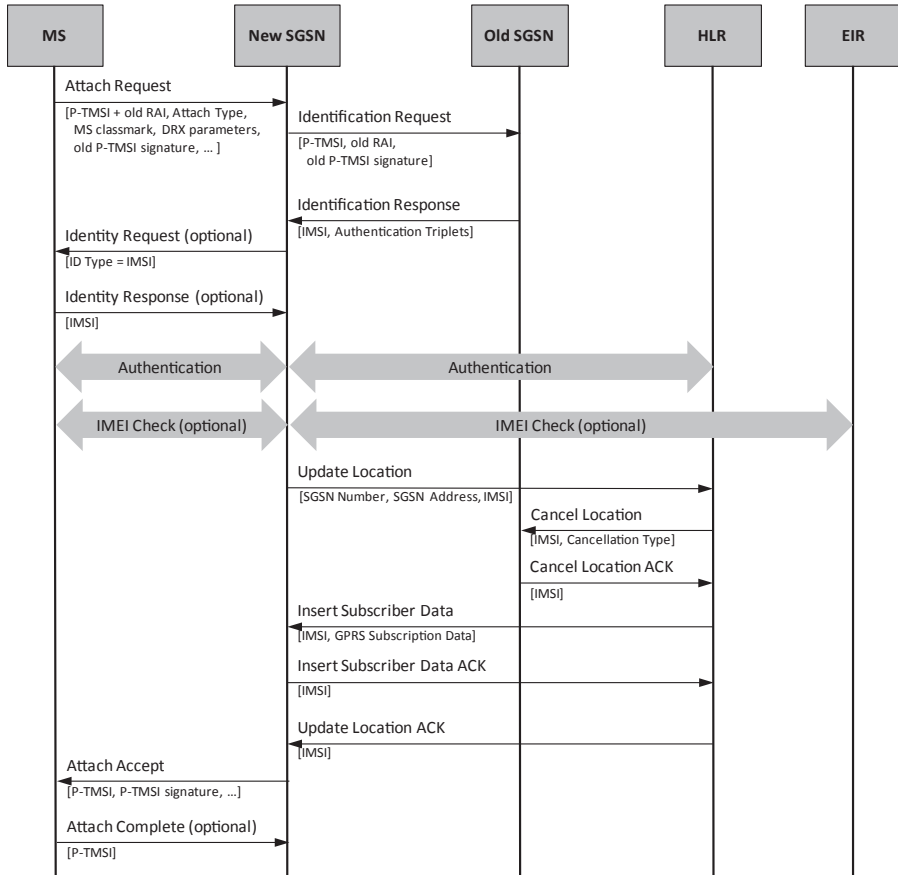 MS
New SGSN
Old SGSN
HLR
EIR
Attach Request
[P-TMSI + old RAI, Attach Type,
MS classmark, DRX parameters,
old P-TMSI signature, ... ]
Identification Request
[P-TMSI, old RAI,
old P-TMSI signature]
Identification Response
[IMSI, Authentication Triplets]
Identity Request (optional)
[ID Type = IMSI]
Identity Response (optional)
[IMSI]
Authentication
Authentication
IMEI Check (optional)
IMEI Check (optional)
Update Location
[SGSN Number, SGSN Address, IMSI]
Cancel Location
[IMSI, Cancellation Type]
Cancel Location ACK
[IMSI]
Insert Subscriber Data
[IMSI, GPRS Subscription Data]
Insert Subscriber Data ACK
[IMSI]
Update Location ACK
[IMSI]
Attach Accept
[P-TMSI, P-TMSI signature, ...]
Attach Complete (optional)
[P-TMSI]